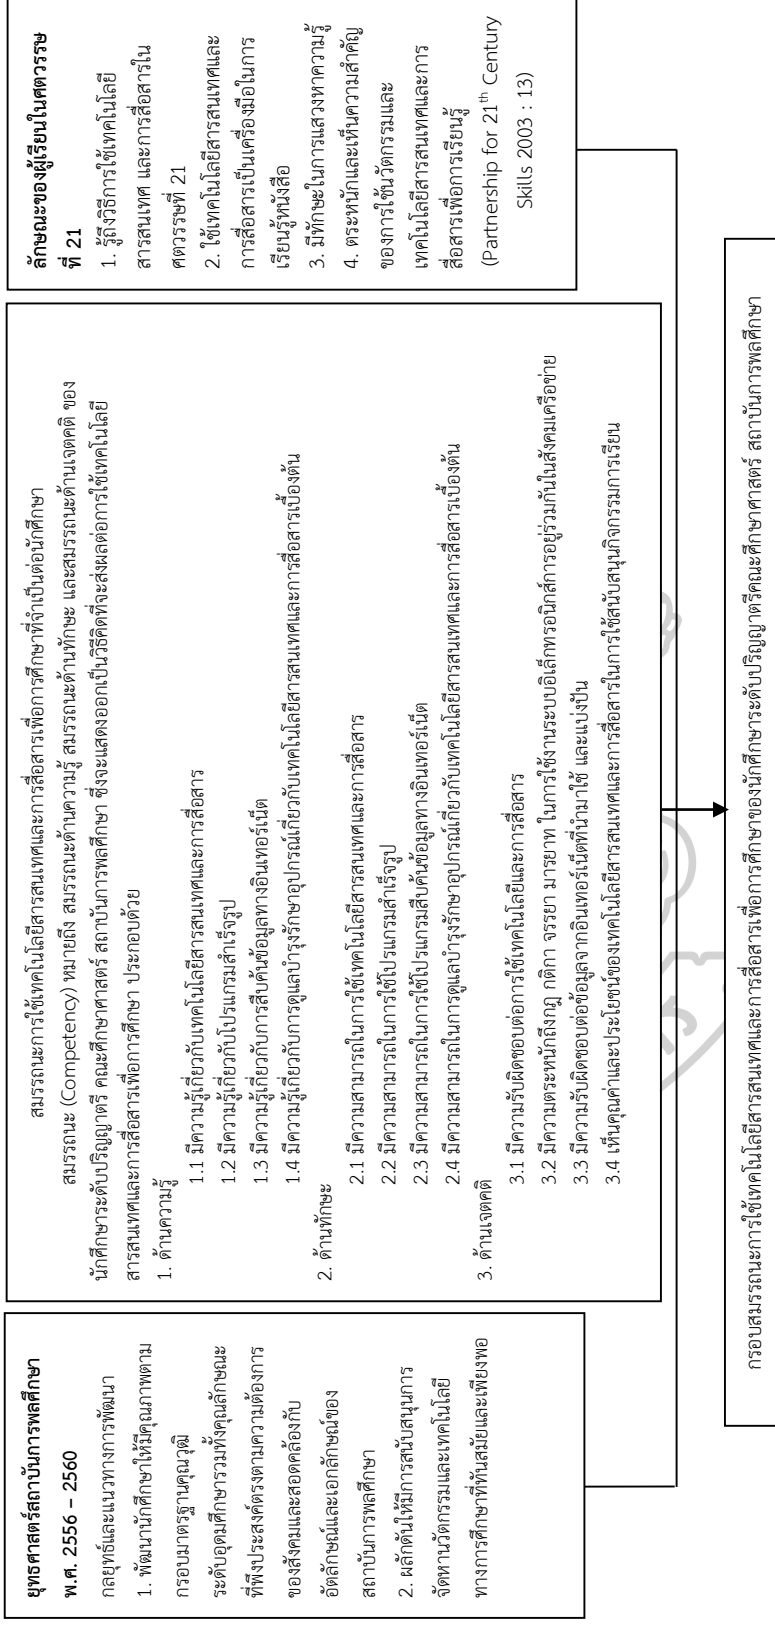 ยุทธศาสตร์สถาบันการพลศึกษา
พ.ศ. 2556 – 2560
กลยุทธ์และแนวทางการพัฒนา
1. พัฒนานักศึกษาให้มีคุณภาพตาม
กรอบมาตรฐานคุณวุฒิ
ระดับอุดมศึกษารวมทั้งคุณลักษณะ
ที่พึงประสงค์ตรงตามความต้องการ
ของสังคมและสอดคล้องกับ
อัตลักษณ์และเอกลักษณ์ของ
สถาบันการพลศึกษา
2. ผลักดันให้มีการสนับสนุนการ
จัดหานวัตกรรมและเทคโนโลยี
ทางการศึกษาที่ทันสมัยและเพียงพอ
สมรรถนะการใช้เทคโนโลยีสารสนเทศและการสื่อสารเพื่อการศึกษาที่จำเป็นต่อนักศึกษา
สมรรถนะ (Competency) หมายถึง สมรรถนะด้านความรู้ สมรรถนะด้านทักษะ และสมรรถนะด้านเจตคติ ของ
นักศึกษาระดับปริญญาตรี คณะศึกษาศาสตร์ สถาบันการพลศึกษา ซึ่งจะแสดงออกเป็นวิธีคิดที่จะส่งผลต่อการใช้เทคโนโลยี
สารสนเทศและการสื่อสารเพื่อการศึกษา ประกอบด้วย
1. ด้านความรู้
1.1 มีความรู้เกี่ยวกับเทคโนโลยีสารสนเทศและการสื่อสาร
1.2 มีความรู้เกี่ยวกับโปรแกรมสำเร็จรูป
1.3 มีความรู้เกี่ยวกับการสืบค้นข้อมูลทางอินเทอร์เน็ต
1.4 มีความรู้เกี่ยวกับการดูแลบำรุงรักษาอุปกรณ์เกี่ยวกับเทคโนโลยีสารสนเทศและการสื่อสารเบื้องต้น
2. ด้านทักษะ
2.1 มีความสามารถในการใช้เทคโนโลยีสารสนเทศและการสื่อสาร
2.2 มีความสามารถในการใช้โปรแกรมสำเร็จรูป
2.3 มีความสามารถในการใช้โปรแกรมสืบค้นข้อมูลทางอินเทอร์เน็ต
2.4 มีความสามารถในการดูแลบำรุงรักษาอุปกรณ์เกี่ยวกับเทคโนโลยีสารสนเทศและการสื่อสารเบื้องต้น
3. ด้านเจตคติ
3.1 มีความรับผิดชอบต่อการใช้เทคโนโลยีและการสื่อสาร
3.2 มีความตระหนักถึงกฎ กติกา จรรยา มารยาท ในการใช้งานระบบอิเล็กทรอนิกส์การอยู่ร่วมกันในสังคมเครือข่าย
3.3 มีความรับผิดชอบต่อข้อมูลจากอินเทอร์เน็ตที่นำมาใช้ และแบ่งปัน
3.4 เห็นคุณค่าและประโยชน์ของเทคโนโลยีสารสนเทศและการสื่อสารในการใช้สนับสนุนกิจกรรมการเรียน
ลักษณะของผู้เรียนในศตวรรษ
ที่ 21
1. รู้ถึงวิธีการใช้เทคโนโลยี
สารสนเทศ และการสื่อสารใน
ศตวรรษที่ 21
2. ใช้เทคโนโลยีสารสนเทศและ
การสื่อสารเป็นเครื่องมือในการ
เรียนรู้หนังสือ
3. มีทักษะในการแสวงหาความรู้
4. ตระหนักและเห็นความสำคัญ
ของการใช้นวัตกรรมและ
เทคโนโลยีสารสนเทศและการ
สื่อสารเพื่อการเรียนรู้
(Partnership for 21th Century
Skills 2003 : 13)
กรอบสมรรถนะการใช้เทคโนโลยีสารสนเทศและการสื่อสารเพื่อการศึกษาของนักศึกษาระดับปริญญาตรีคณะศึกษาศาสตร์ สถาบันการพลศึกษา